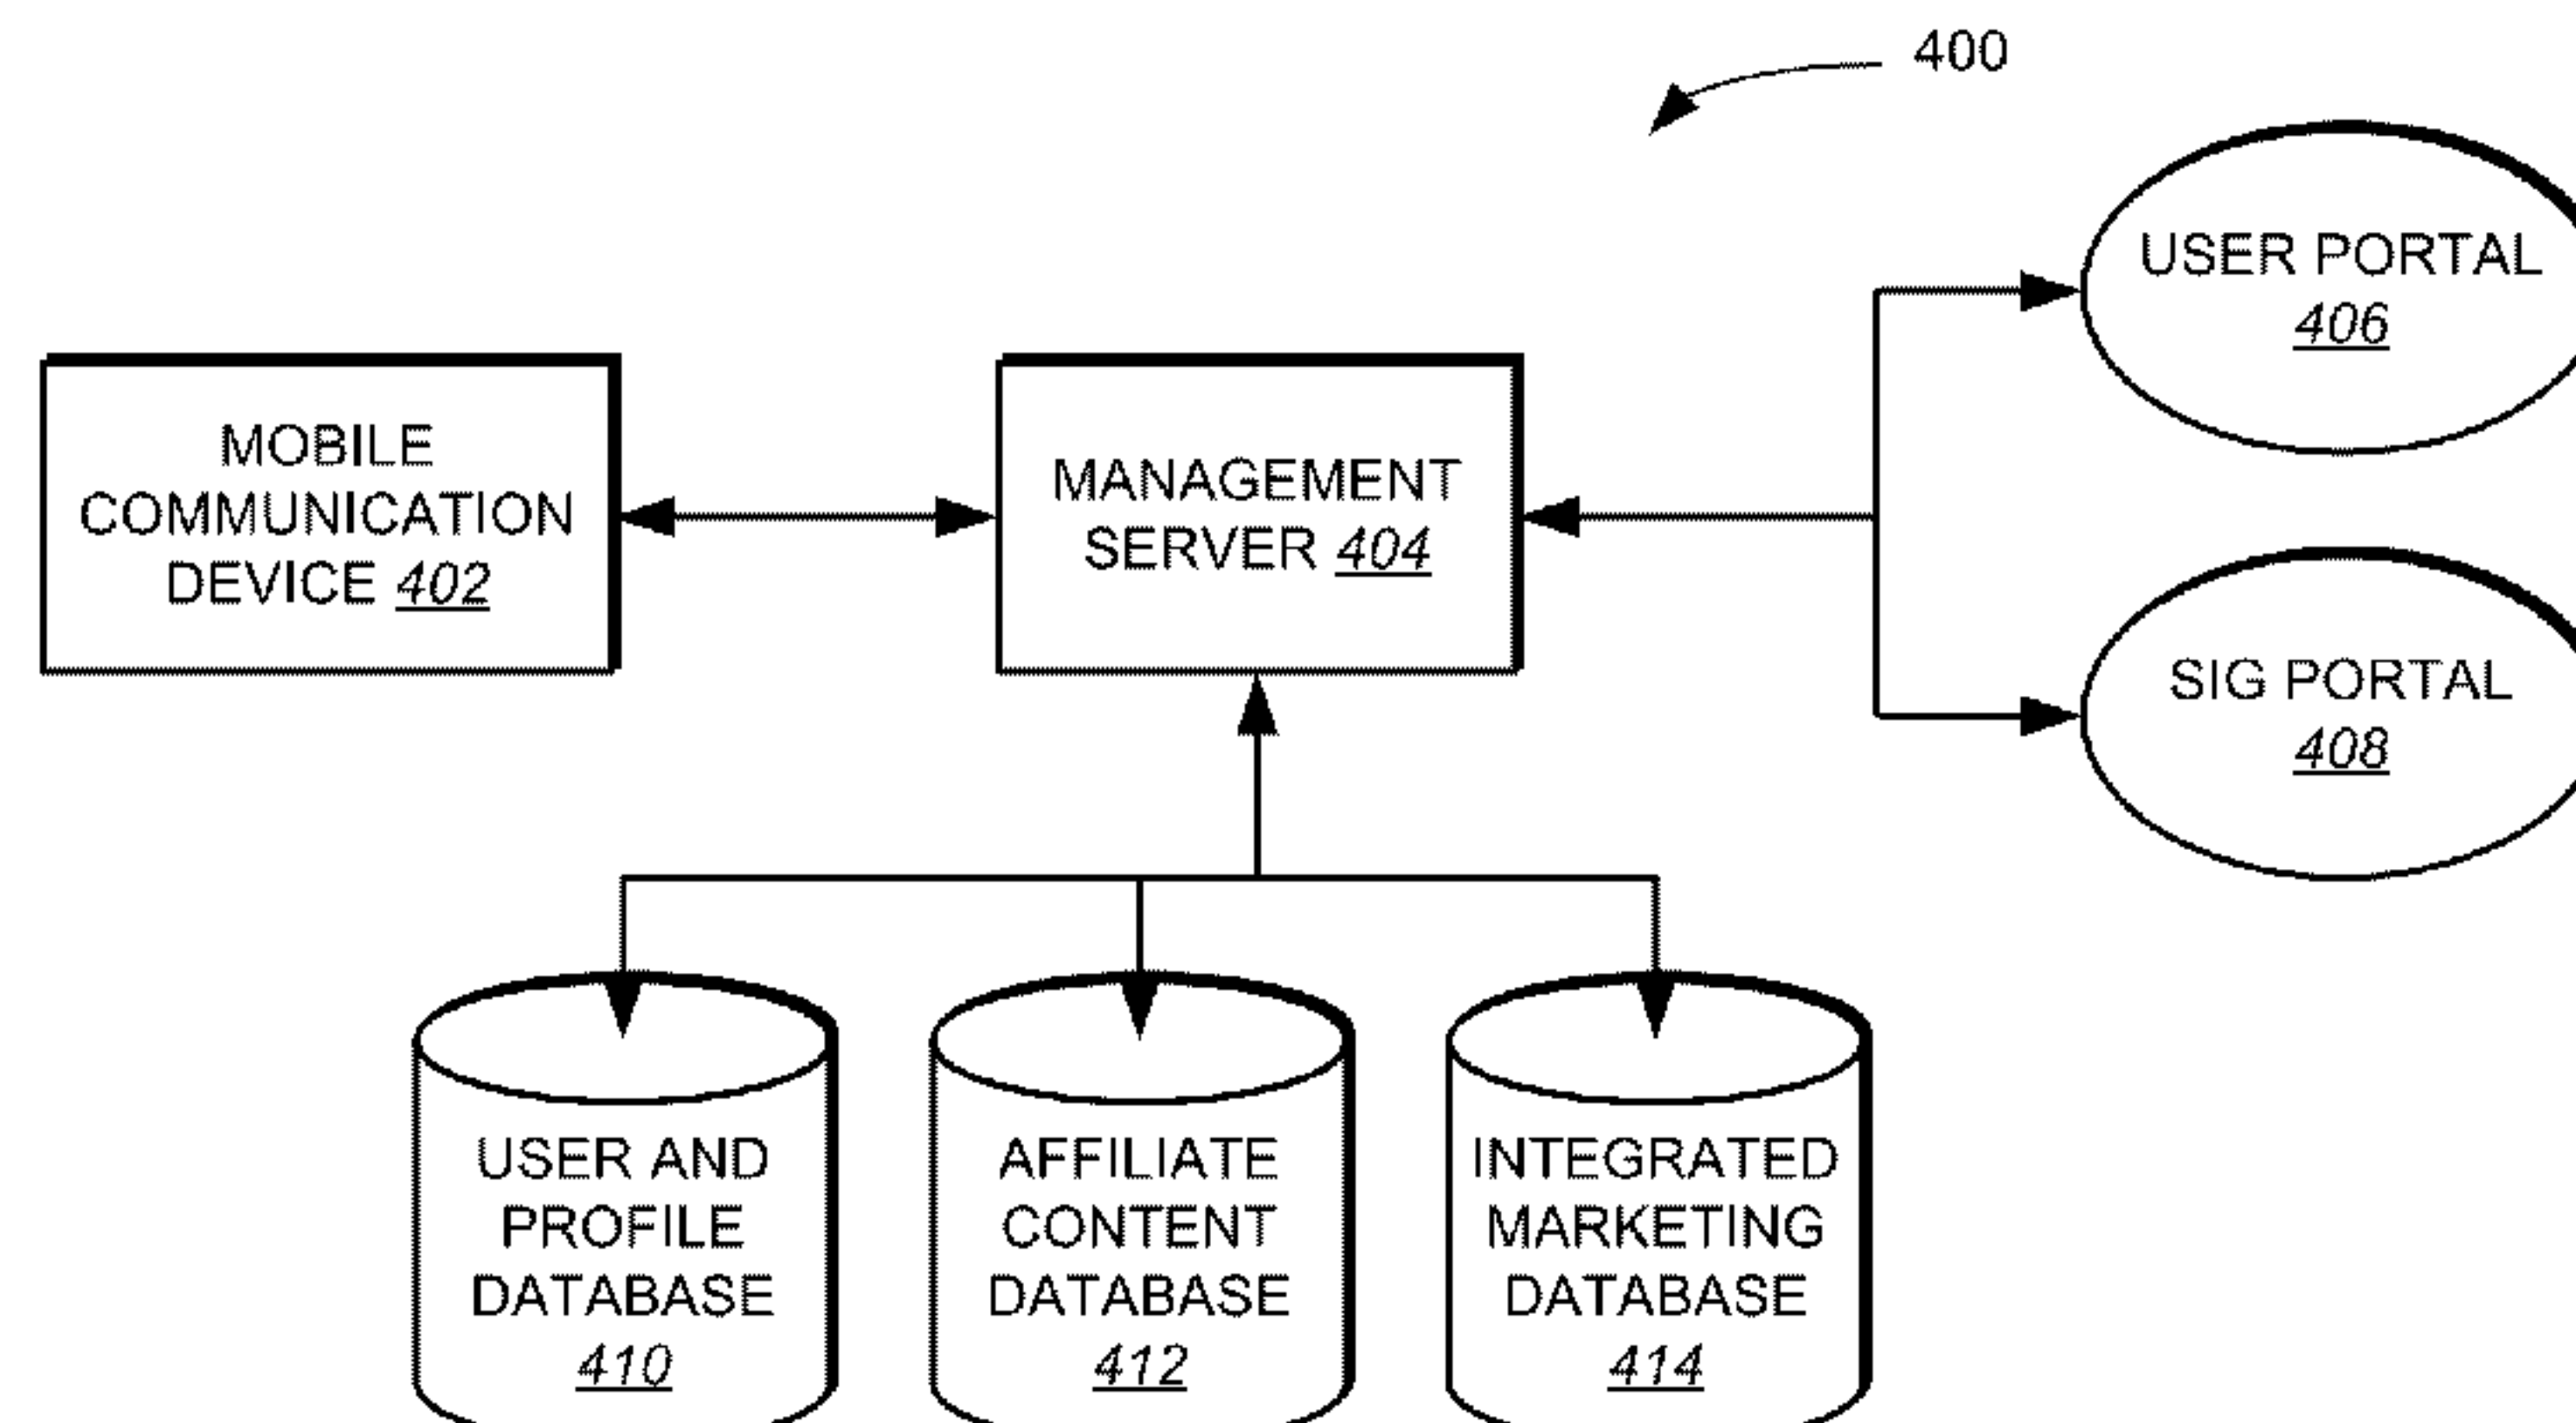 400
USER PORTAL
406
MOBILE
COMMUNICATION
DEVICE 402
MANAGEMENT
SERVER 404
SIG PORTAL
408
USER AND
PROFILE
DATABASE
410
AFFILIATE
CONTENT
DATABASE
412
INTEGRATED
MARKETING
DATABASE
414